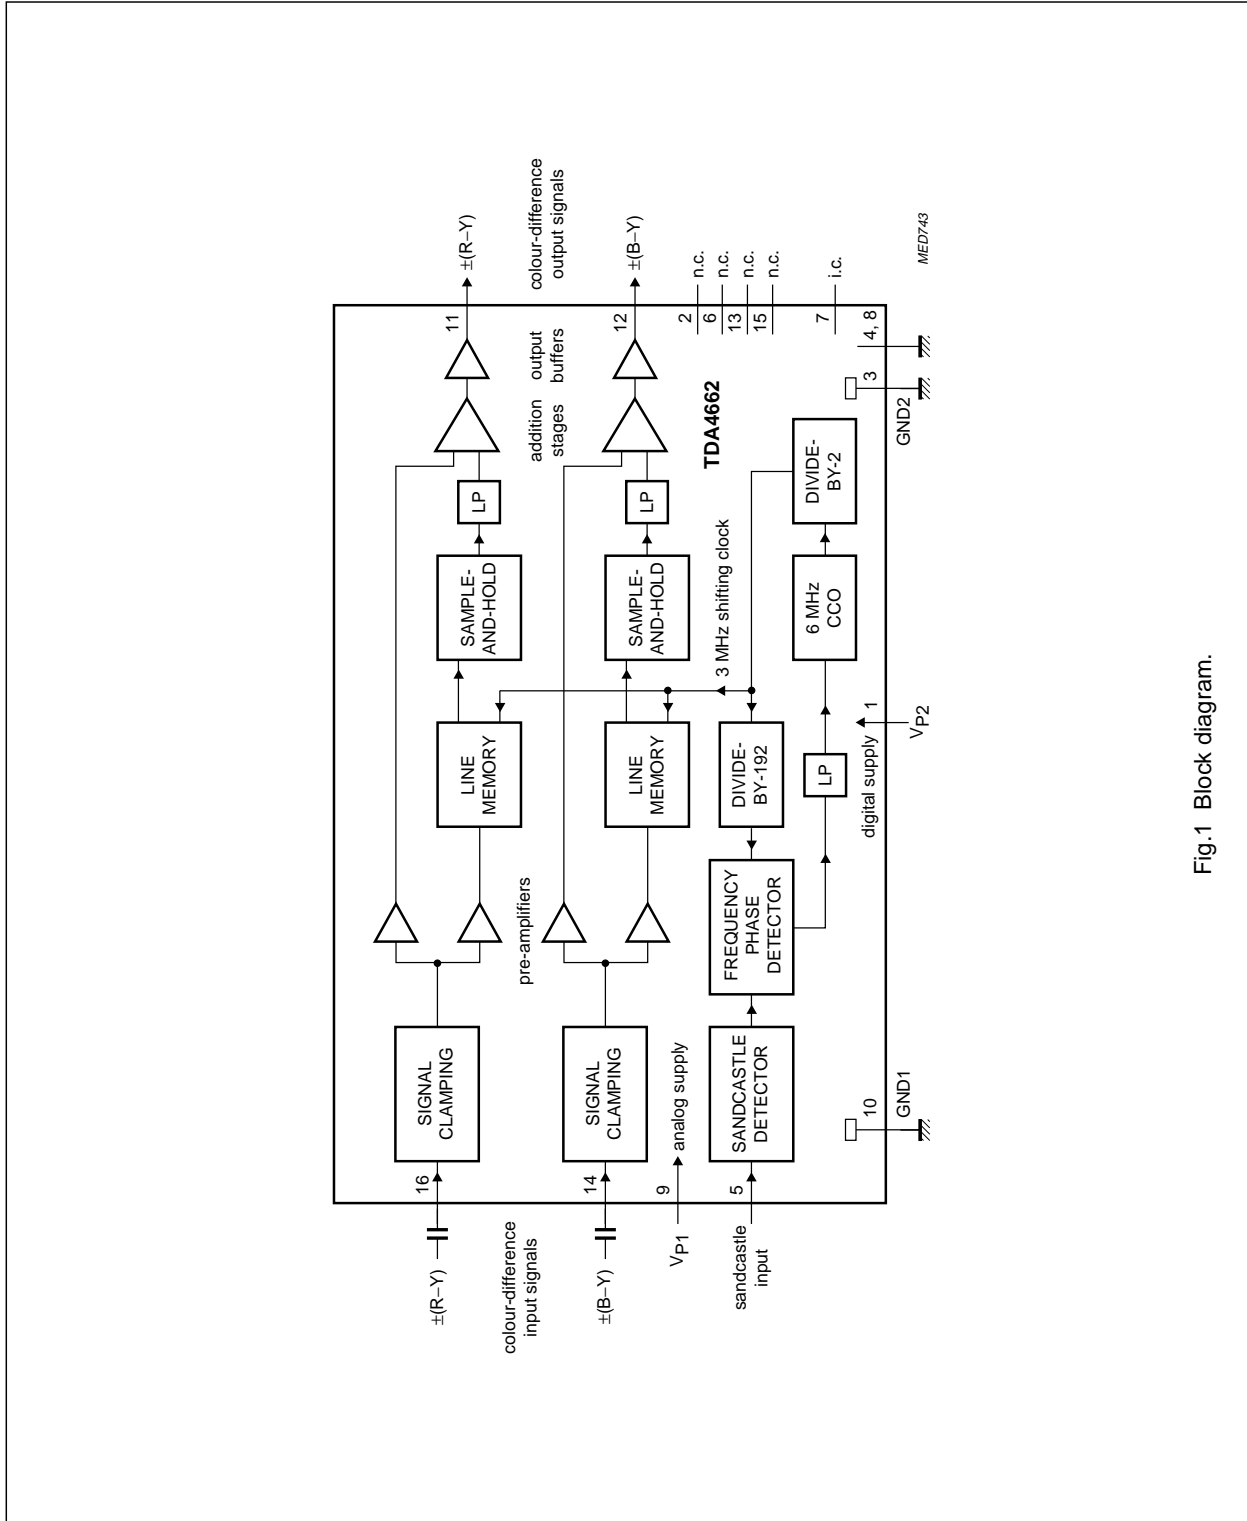 ±(R−Y)
colour-difference
input signals
±(B−Y)
VP1
sandcastle
input
16
14
9
5
SIGNAL
CLAMPING
SIGNAL
CLAMPING
analog supply
SANDCASTLE
DETECTOR
10
GND1
pre-amplifiers
FREQUENCY
PHASE
DETECTOR
LINE
MEMORY
LINE
MEMORY
DIVIDE-
BY-192
LP
digital supply
1
VP2
3 MHz shifting clock
SAMPLE-
AND-HOLD
SAMPLE-
AND-HOLD
6 MHz
CCO
LP
LP
DIVIDE-
BY-2
TDA4662
addition
stages
output
buffers
GND2
3
4, 8
11
12
2
6
13
15
7
n.c.
n.c.
n.c.
n.c.
i.c.
±(R−Y)
colour-difference
output signals
±(B−Y)
MED743
Fig.1 Block diagram.